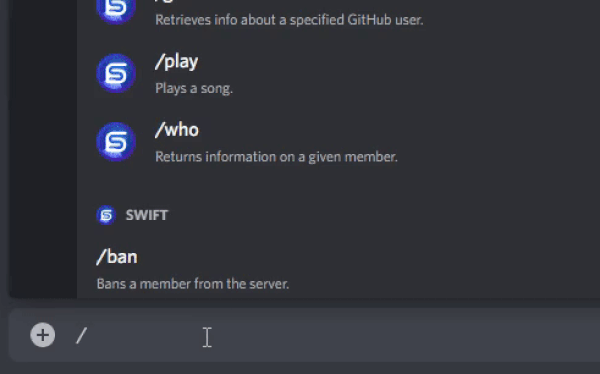 Retrieves info about a specified GitHub user.
/play
Plays a song.
/who
Returns information on a given member.
SWIFT
/ban
Bans a member from the server.
/